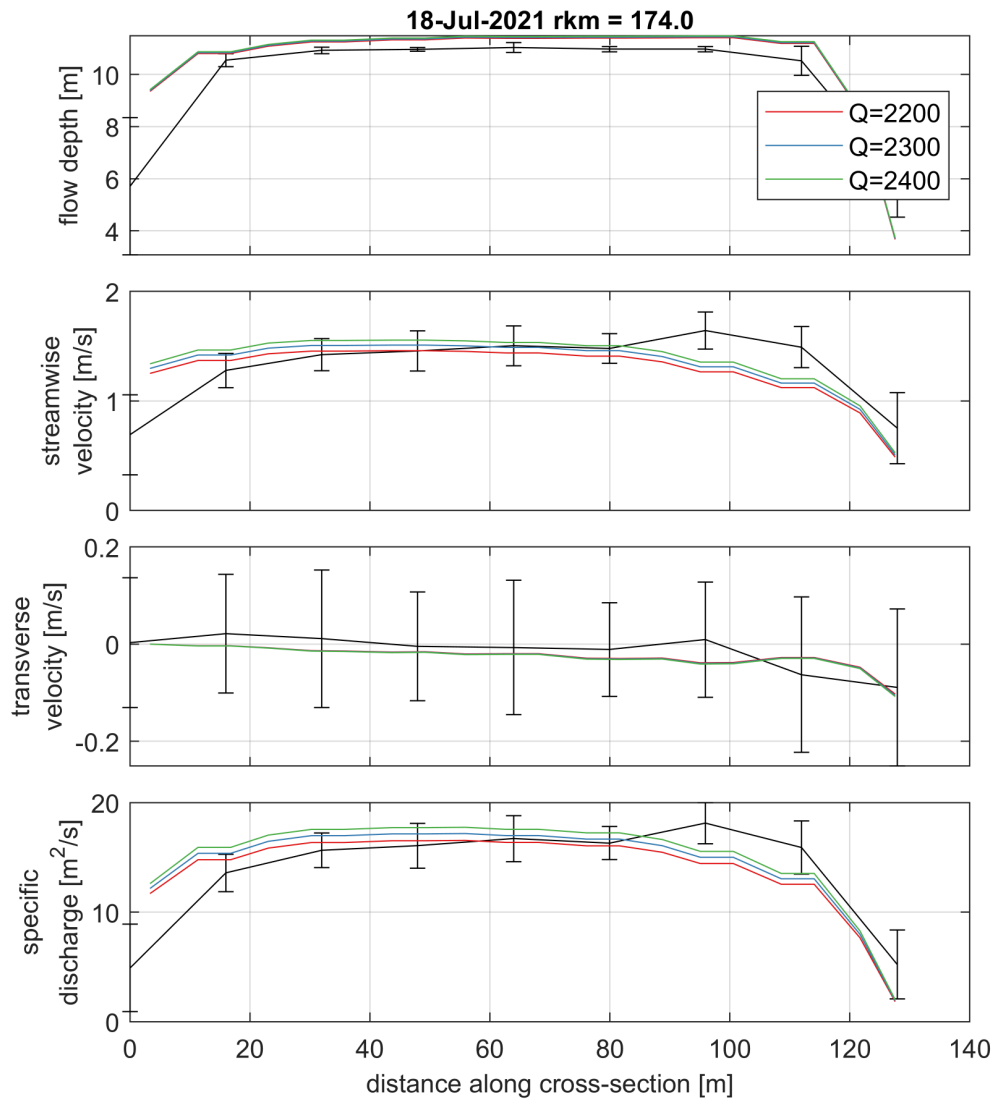 18-Jul-2021 rkm = 174.0
flow depth [m]
10
8
6
4
Q=2200
Q=2300
Q=2400
streamwise
velocity [m/s]
2
1
0
transverse
velocity [m/s]
0.2
0
-0.2
specific
discharge [m²/s]
20
10
0
0 20 40 60 80 100 120 140
distance along cross-section [m]